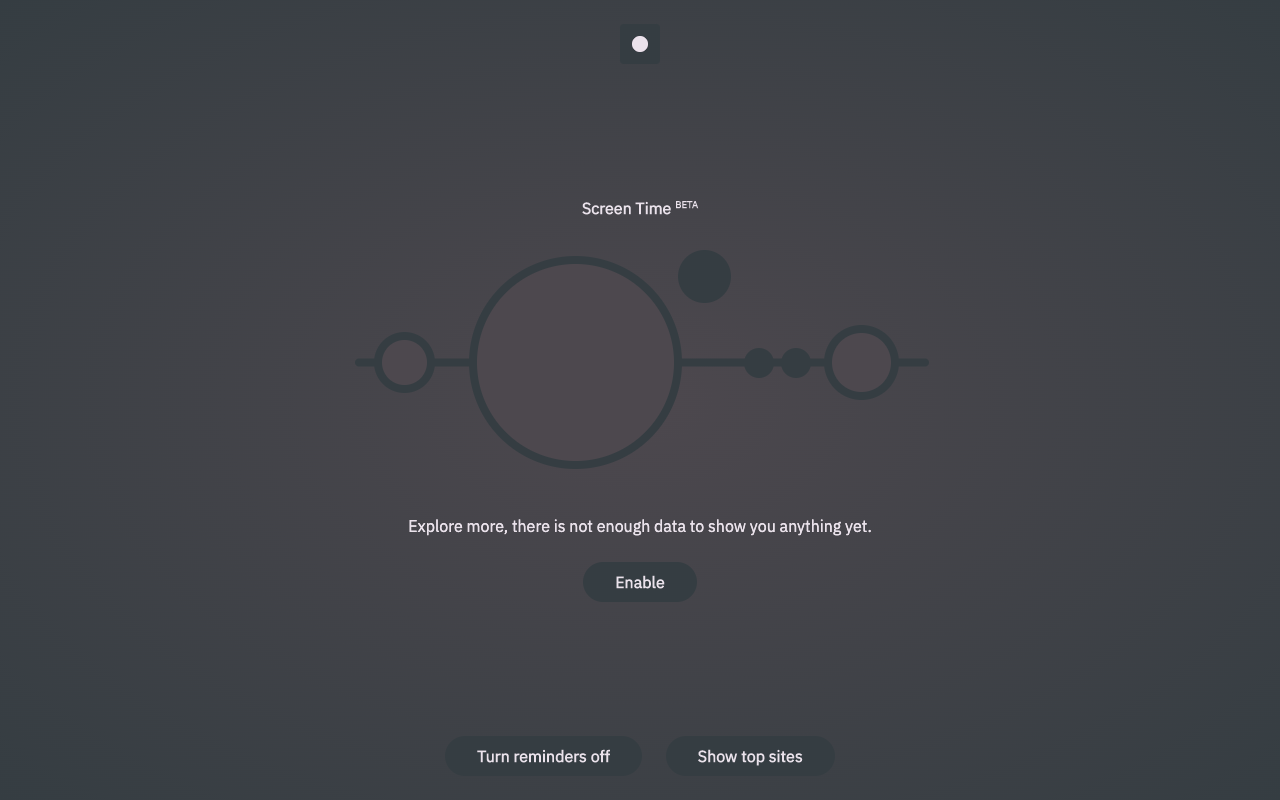 Screen Time BETA
Explore more, there is not enough data to show you anything yet.
Enable
Turn reminders off
Show top sites